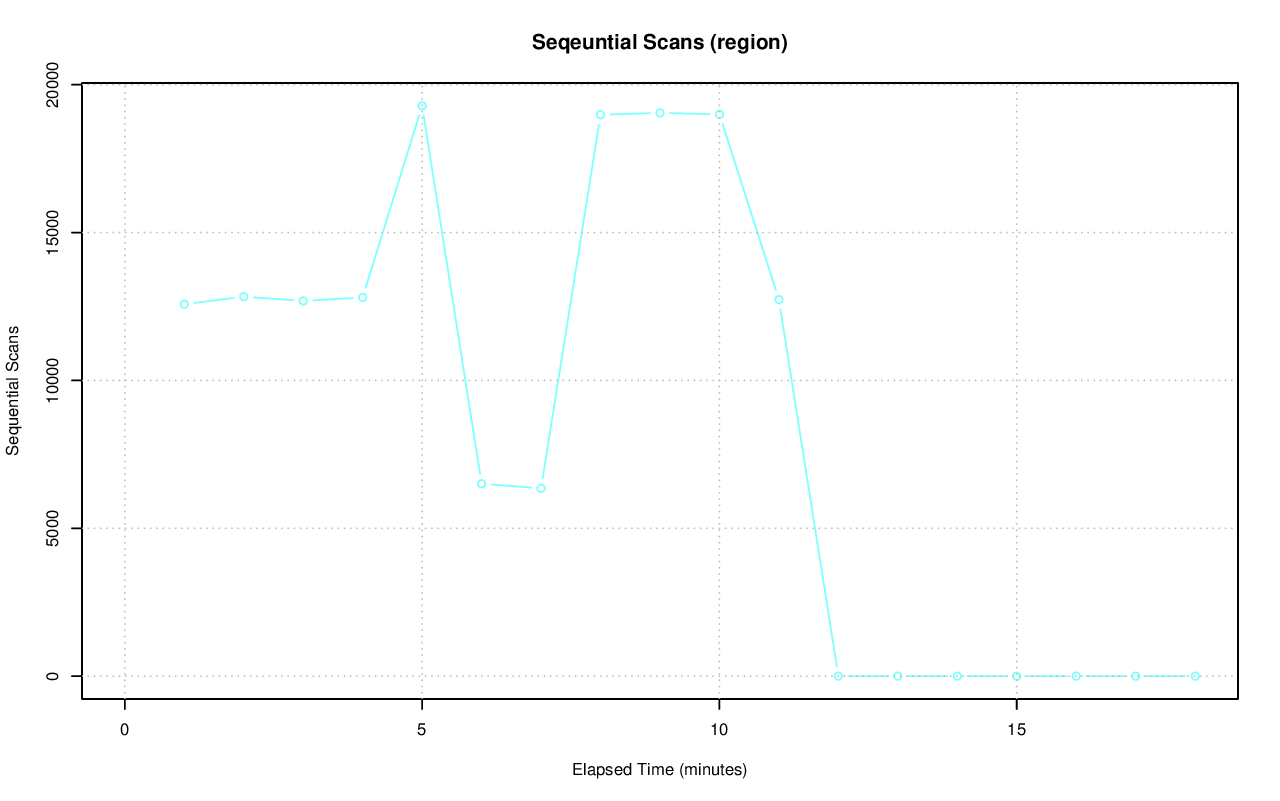 Seqeuntial Scans (region)
Sequential Scans
20000
15000
10000
5000
0
0 5 10 15
Elapsed Time (minutes)